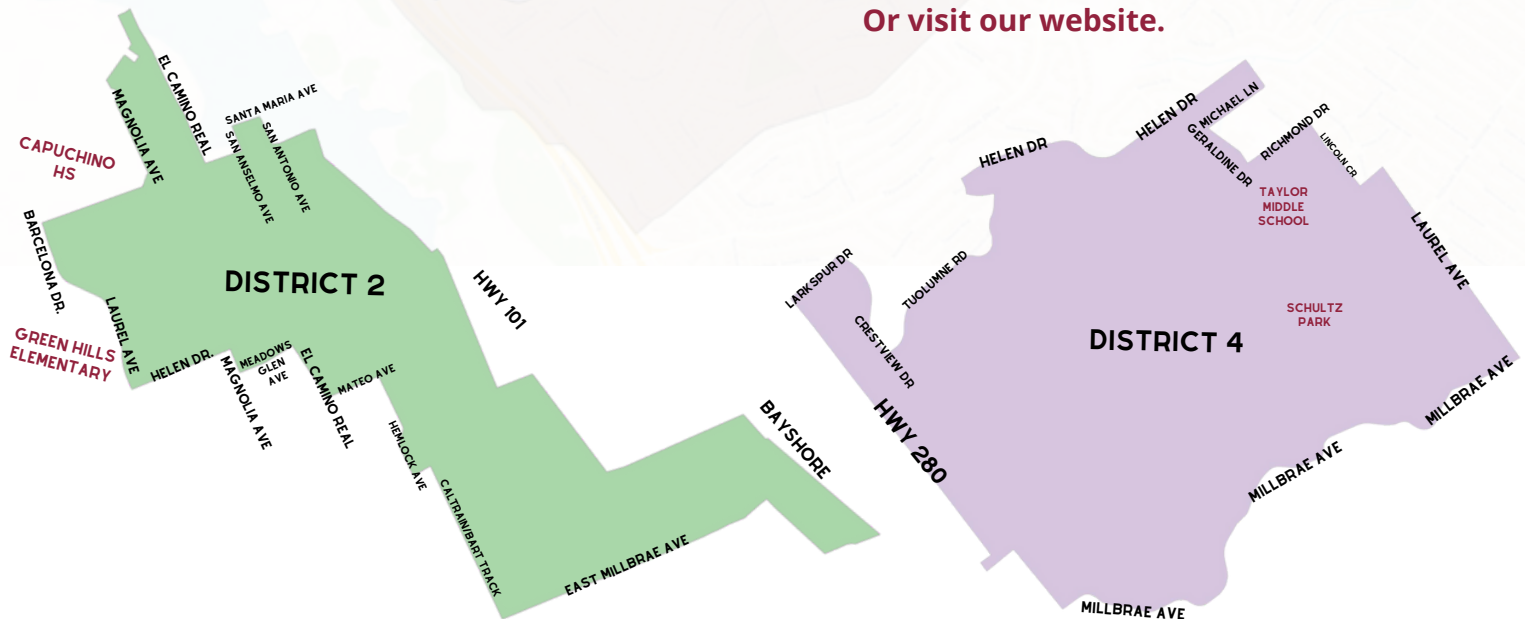 Or visit our website.
EL CAMINO REAL
MAGNOLIA AVE
SANTA MARIA AVE
SAN ANSELMO AVE
SAN ANTONIO AVE
CAPUCHINO
HS
BARCELONA DR.
DISTRICT 2
HWY 101
LAUREL AVE
GREEN HILLS
ELEMENTARY
HELEN DR.
MAGNOLIA AVE
MEADOWS
GLEN
AVE
EL CAMINO REAL
MATEO AVE
HEMLOCK AVE
CALTRAIN/BART TRACK
EAST MILLBRAE AVE
BAYSHORE
HELEN DR
HELEN DR
MICHAEL LN
GERALDINE DR
RICHMOND DR
LINCOLN CR
TAYLOR
MIDDLE
SCHOOL
LAUREL AVE
LARKSPUR DR
TUOLUMNE RD
CRESTVIEW DR
SCHULTZ
PARK
DISTRICT 4
HWY 280
MILLBRAE AVE
MILLBRAE AVE
MILLBRAE AVE